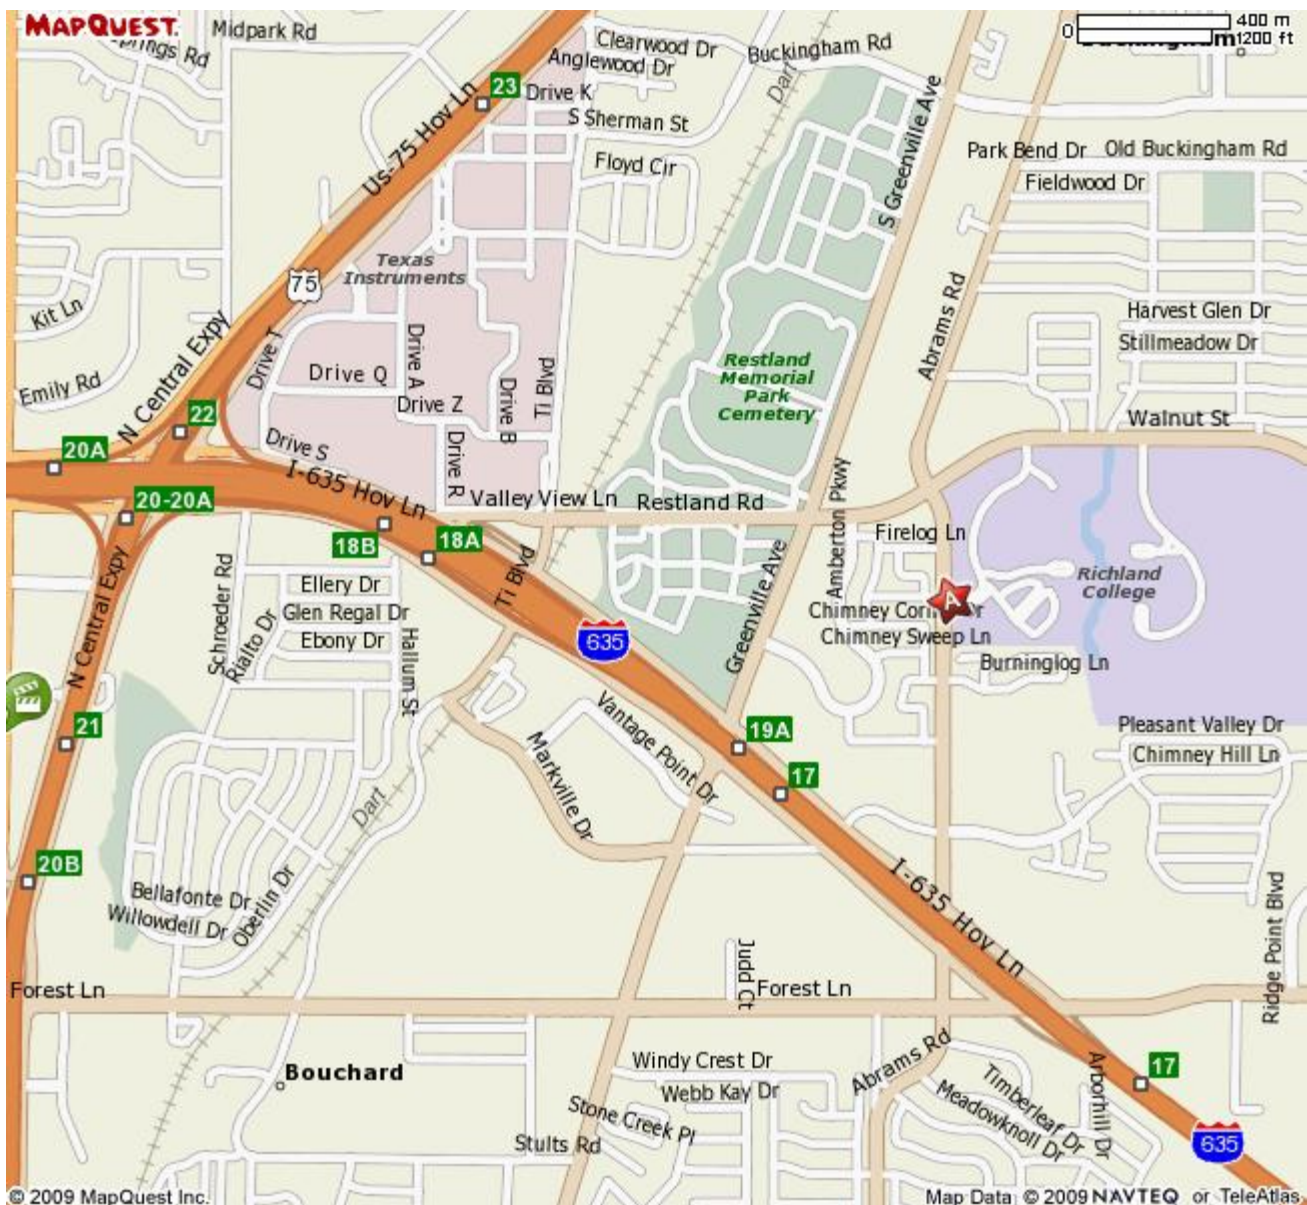 MAPQUEST.
400 m
0
1200 ft
Midpark Rd
Springs Rd
Clearwood Dr
Anglewood Dr
Buckingham Rd
Buckingham
23
Drive K
Dart
Us-75 Hov Ln
S Sherman St
Floyd Cir
S Greenville Ave
Park Bend Dr
Old Buckingham Rd
Fieldwood Dr
Texas
Instruments
75
Kit Ln
Abrams Rd
Harvest Glen Dr
Stillmeadow Dr
N Central Expy
Drive T
Drive A
Drive Q
Drive B
Ti Blvd
Restland
Memorial
Park
Cemetery
Emily Rd
Drive Z
Walnut St
22
20A
Drive S
Drive R
I-635 Hov Ln
Valley View Ln
Restland Rd
Amberton Pkwy
20-20A
18B
18A
Firelog Ln
N Central Expy
Schroeder Rd
Ellery Dr
Glen Regal Dr
Ebony Dr
Rialto Dr
Hallum St
Ti Blvd
635
Greenville Ave
Richland
College
A
Chimney Corner Dr
Chimney Sweep Ln
Burninglog Ln
21
Vantage Point Dr
Markville Dr
19A
17
Pleasant Valley Dr
Chimney Hill Ln
Dart
20B
Bellafonte Dr
Willowdell Dr
Oberlin Dr
I-635 Hov Ln
Ridge Point Blvd
Forest Ln
Judd Ct
Forest Ln
Bouchard
Windy Crest Dr
Webb Kay Dr
Abrams Rd
Stone Creek Pl
Stults Rd
Timberleaf Dr
Meadowknoll Dr
Arborhill Dr
17
635
© 2009 MapQuest Inc.
Map Data © 2009 NAVTEQ or TeleAtlas